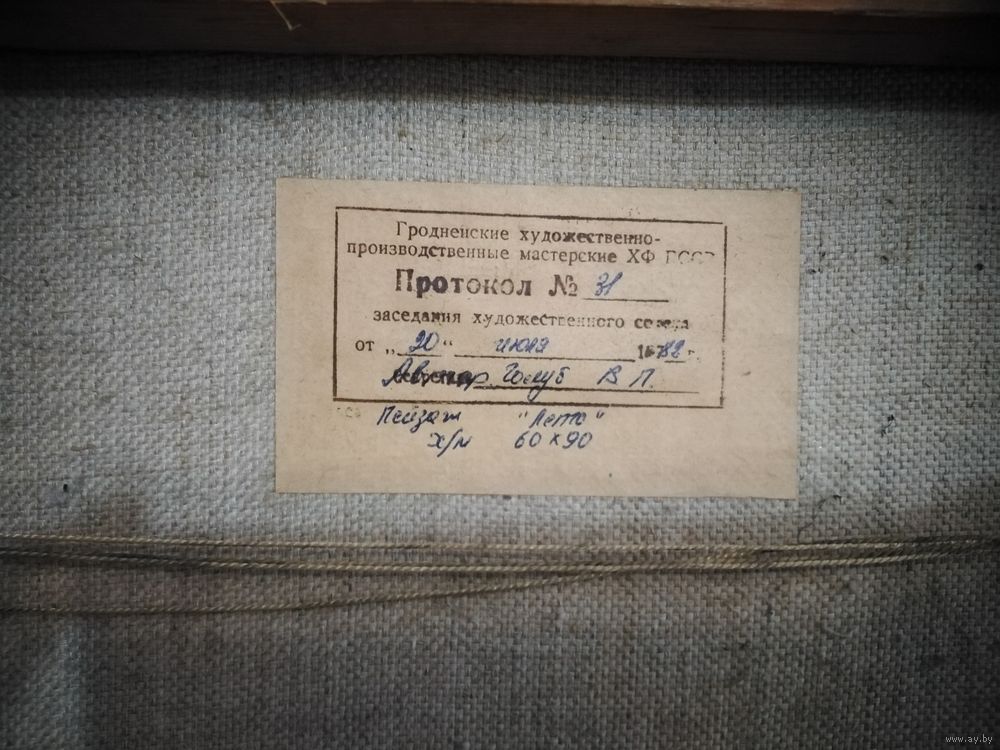 Гродненские художественно-
производственные мастерские ХФ БССР
Протокол № 31
заседания художественного совета
от „20" июля 1982 г.
Автор Голуб В П.
Пейзаж "Лето"
х/м 60 x 90
www.ay.by